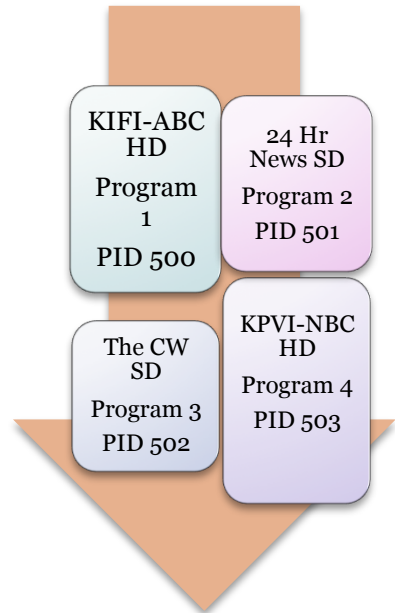 KIFI-ABC
HD
Program
1
PID 500
24 Hr
News SD
Program 2
PID 501
The CW
SD
Program 3
PID 502
KPVI-NBC
HD
Program 4
PID 503